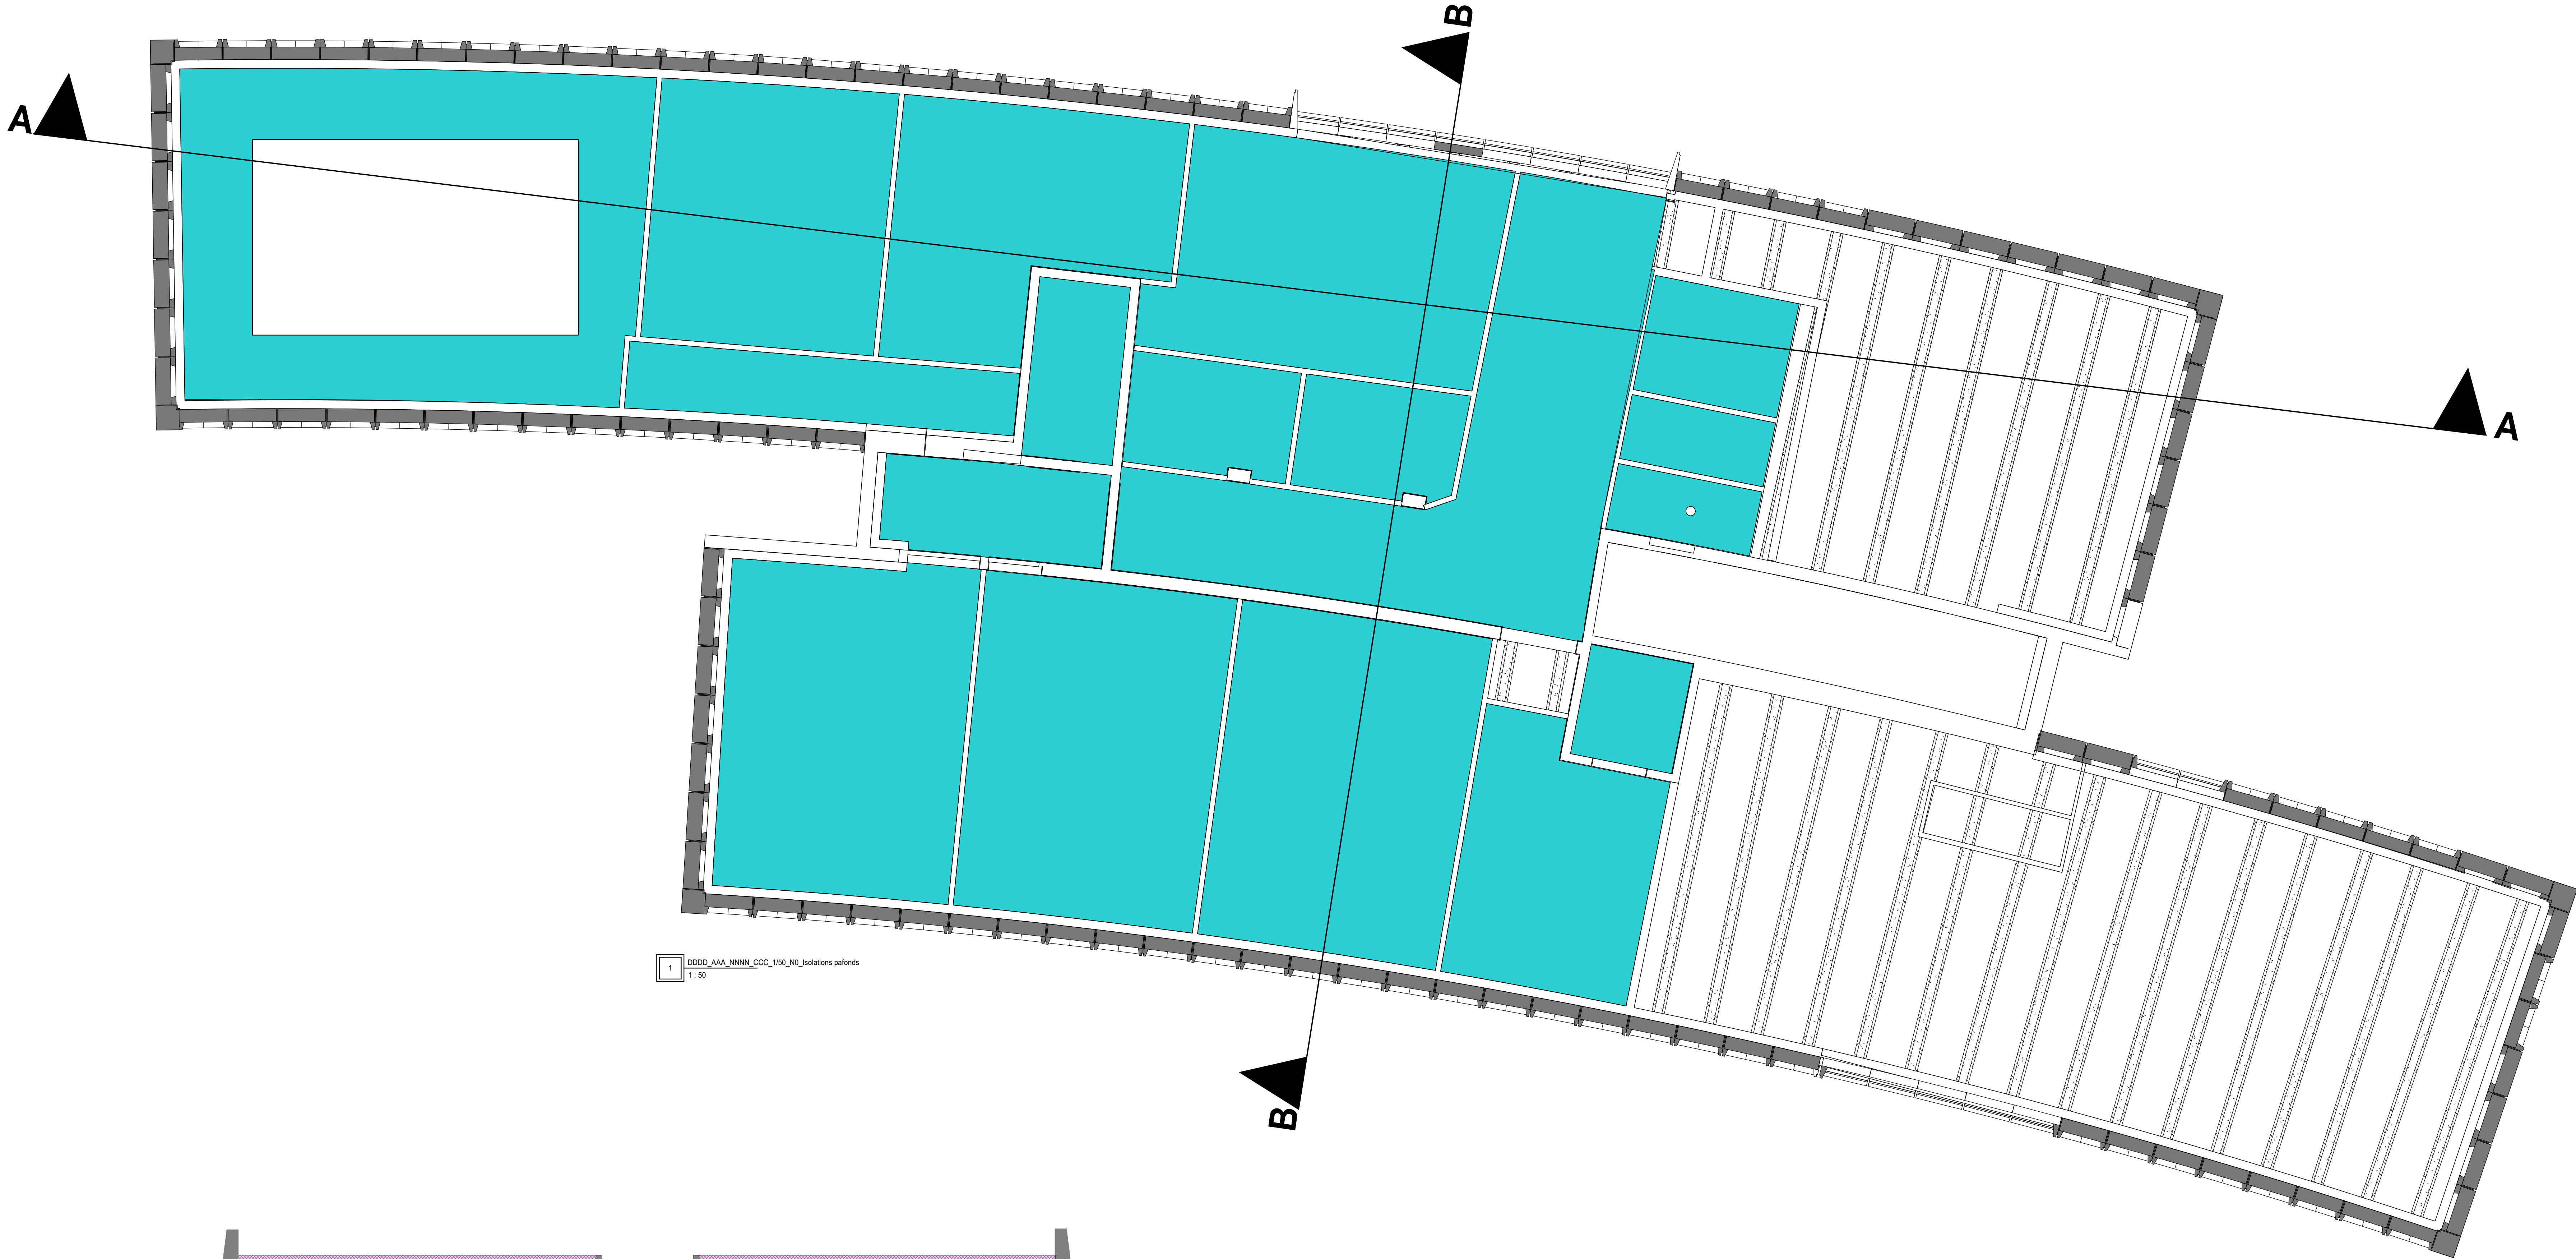 B
A
A
1
DDDD_AAA_NNNN_CCC_1/50_N0_Isolations pafonds
1 : 50
B